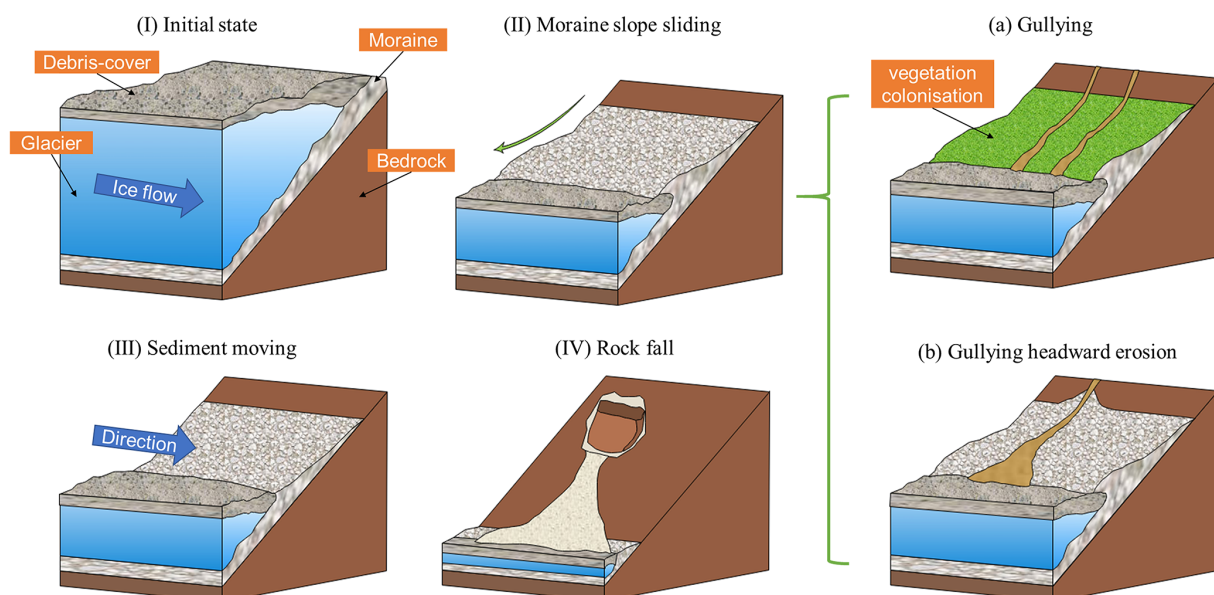 (I) Initial state
Moraine
Debris-cover
Glacier
Ice flow
Bedrock
(II) Moraine slope sliding
(a) Gullying
vegetation
colonisation
(III) Sediment moving
Direction
(IV) Rock fall
(b) Gullying headward erosion